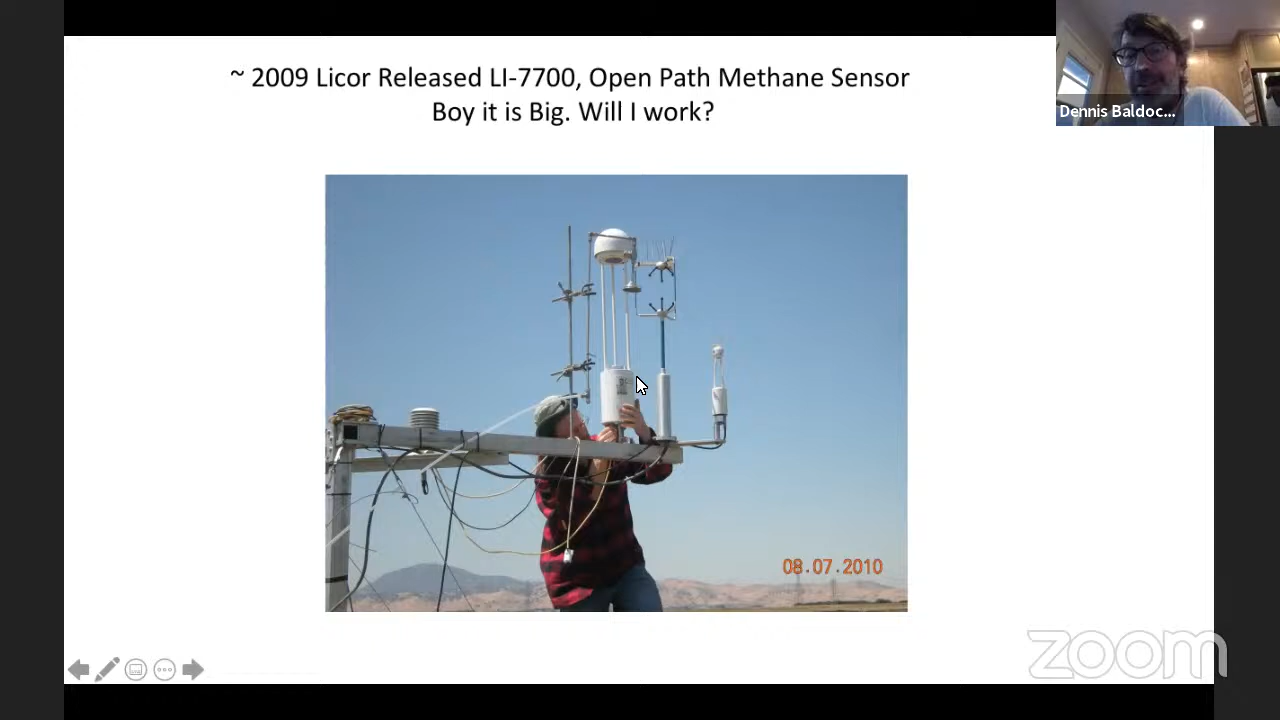 ~ 2009 Licor Released LI-7700, Open Path Methane Sensor
Boy it is Big. Will I work?
Dennis Baldoc...
08.07.2010
zoom